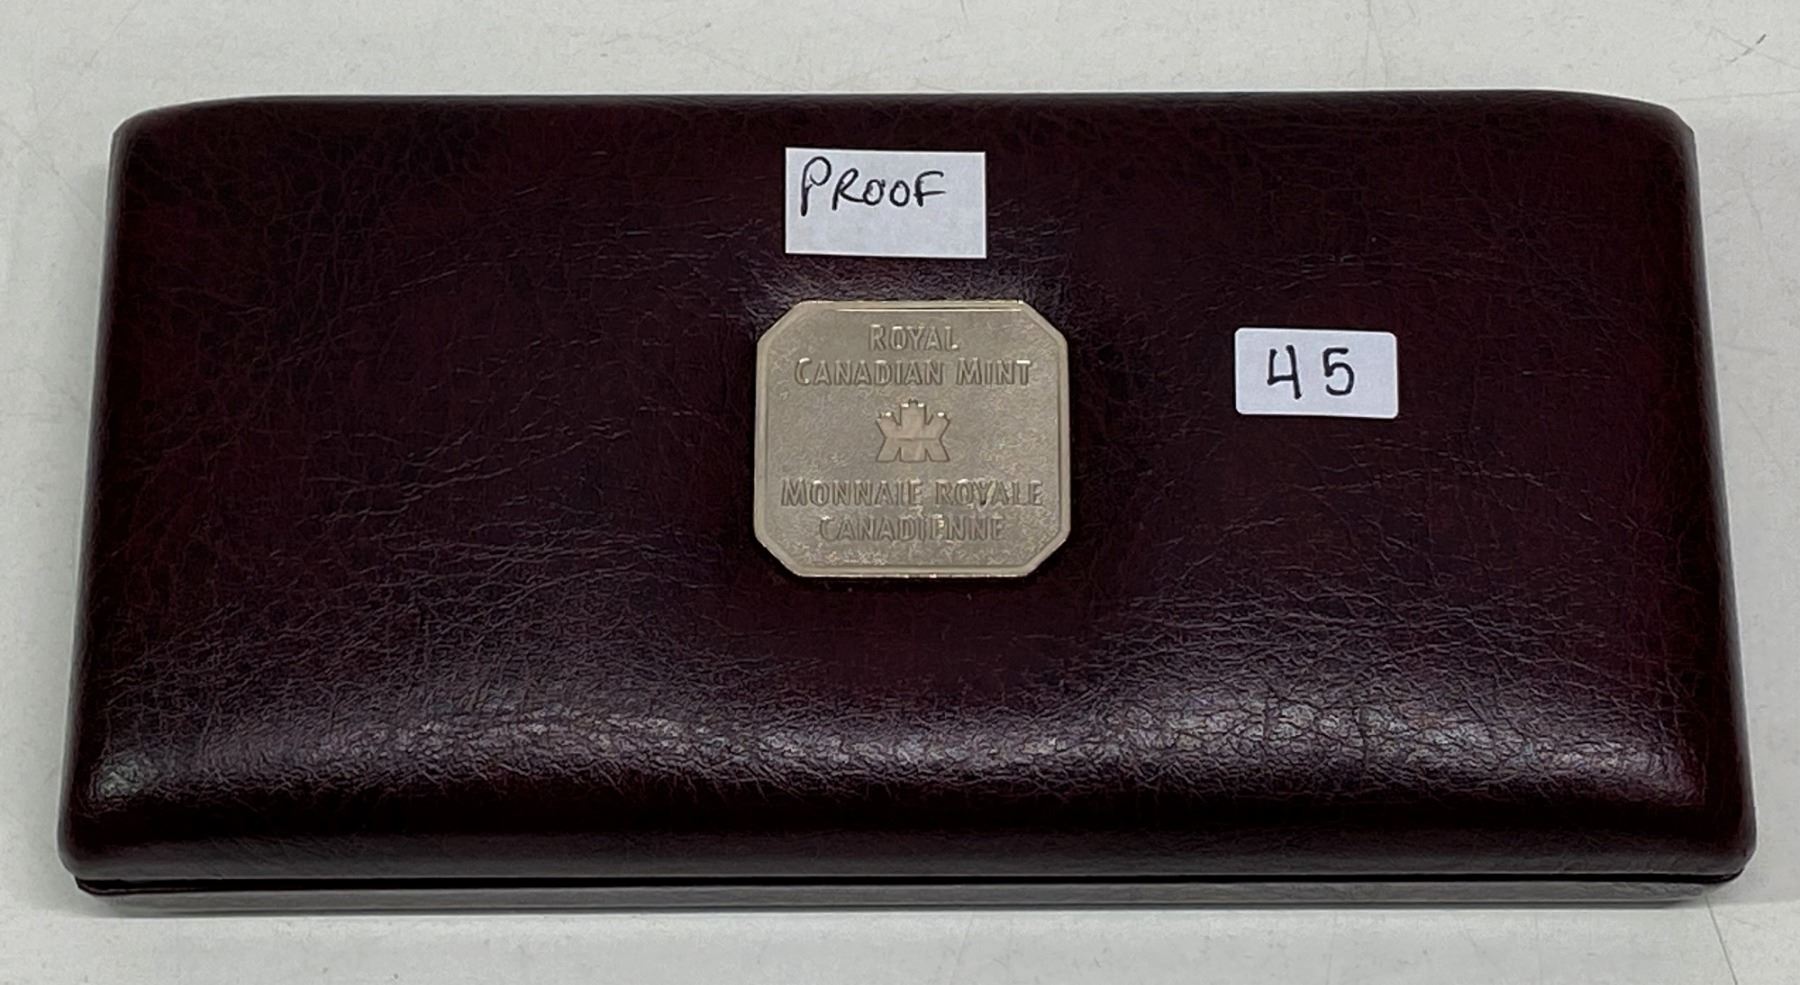 PROOF
ROYAL
CANADIAN MINT
45
MONNAIE ROYALE
CANADIENNE